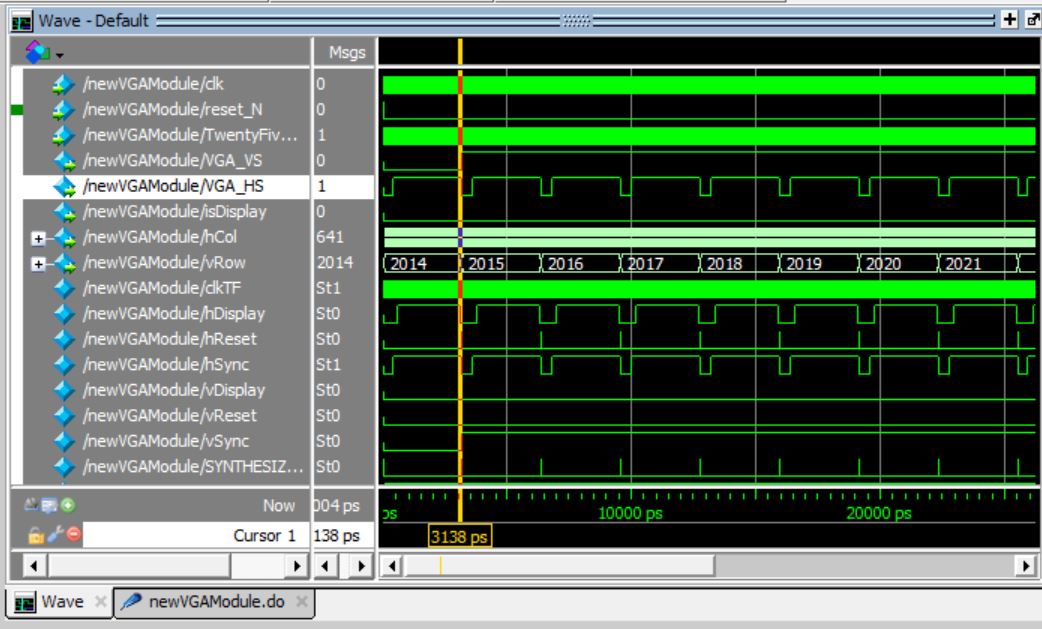 Wave - Default
Msgs
/newVGAModule/clk 0
/newVGAModule/reset_N 0
/newVGAModule/TwentyFiv... 1
/newVGAModule/VGA_VS 0
/newVGAModule/VGA_HS 1
/newVGAModule/isDisplay 0
/newVGAModule/hCol 641
/newVGAModule/vRow 2014 2014 2015 2016 2017 2018 2019 2020 2021
/newVGAModule/clkTF St1
/newVGAModule/hDisplay St0
/newVGAModule/hReset St0
/newVGAModule/hSync St1
/newVGAModule/vDisplay St0
/newVGAModule/vReset St0
/newVGAModule/vSync St0
/newVGAModule/SYNTHESIZ... St0
Now 004 ps ps 10000 ps 20000 ps
Cursor 1 138 ps 3138 ps
Wave newVGAModule.do